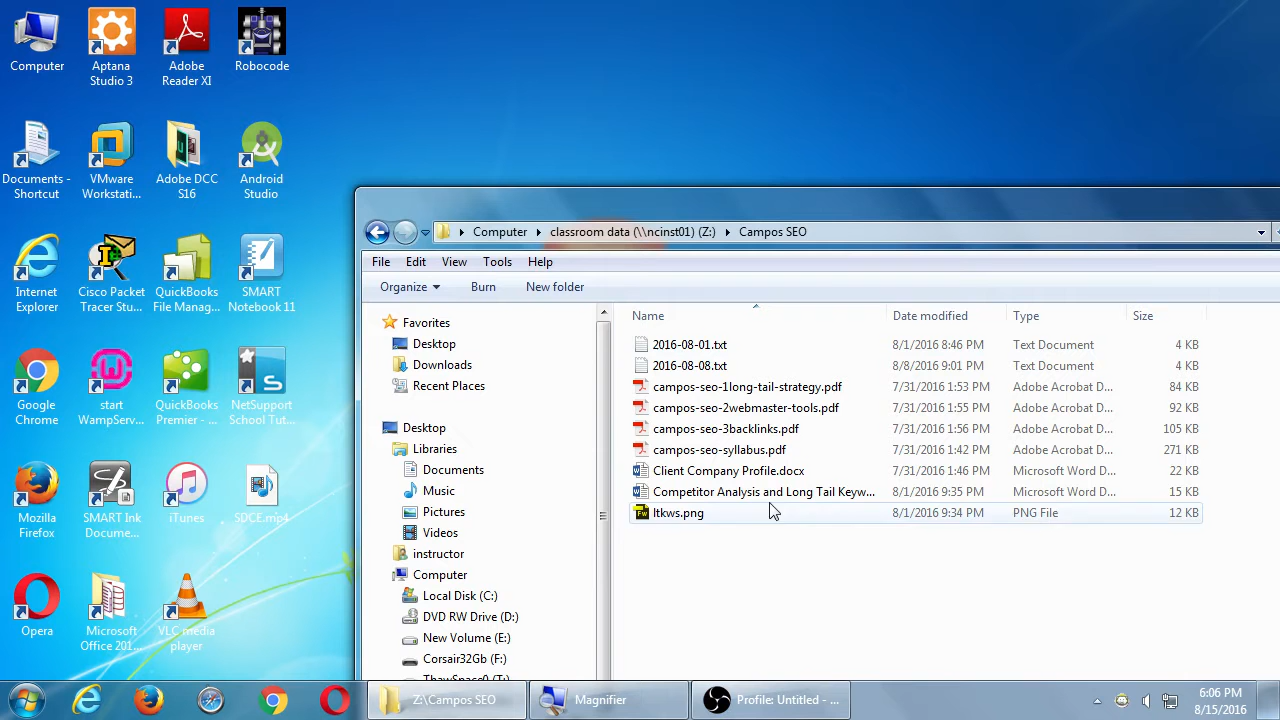 Computer
Aptana
Studio 3
Adobe
Reader XI
Robocode
Documents -
Shortcut
VMware
Workstati...
Adobe DCC
S16
Android
Studio
Internet
Explorer
Cisco Packet
Tracer Stu...
QuickBooks
File Manag...
SMART
Notebook 11
Google
Chrome
start
WampServ...
QuickBooks
Premier - ...
NetSupport
School Tut...
Mozilla
Firefox
SMART Ink
Docume...
iTunes
SDCE.mp4
Opera
Microsoft
Office 201...
VLC media
player
Computer classroom data (\\ncinst01) (Z:) Campos SEO
File Edit View Tools Help
Organize Burn New folder
Favorites
Desktop
Downloads
Recent Places
Desktop
Libraries
Documents
Music
Pictures
Videos
instructor
Computer
Local Disk (C:)
DVD RW Drive (D:)
New Volume (E:)
Corsair32Gb (F:)
ThawSpace0 (T:)
Name Date modified Type Size
2016-08-01.txt 8/1/2016 8:46 PM Text Document 4 KB
2016-08-08.txt 8/8/2016 9:01 PM Text Document 4 KB
campos-seo-1long-tail-strategy.pdf 7/31/2016 1:53 PM Adobe Acrobat D... 84 KB
campos-seo-2webmaster-tools.pdf 7/31/2016 1:55 PM Adobe Acrobat D... 92 KB
campos-seo-3backlinks.pdf 7/31/2016 1:56 PM Adobe Acrobat D... 105 KB
campos-seo-syllabus.pdf 7/31/2016 1:42 PM Adobe Acrobat D... 271 KB
Client Company Profile.docx 7/31/2016 1:46 PM Microsoft Word D... 22 KB
Competitor Analysis and Long Tail Keyw... 8/1/2016 9:35 PM Microsoft Word D... 15 KB
ltkws.png 8/1/2016 9:34 PM PNG File 12 KB
Z:\Campos SEO
Magnifier
Profile: Untitled - ...
6:06 PM
8/15/2016